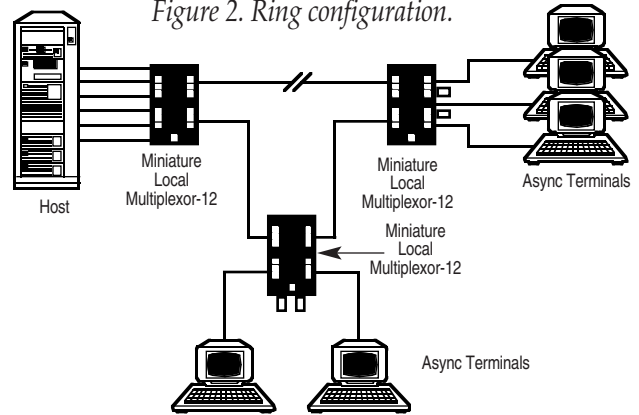 Figure 2. Ring configuration.
Host
Miniature
Local
Multiplexor-12
Miniature
Local
Multiplexor-12
Async Terminals
Miniature
Local
Multiplexor-12
Async Terminals